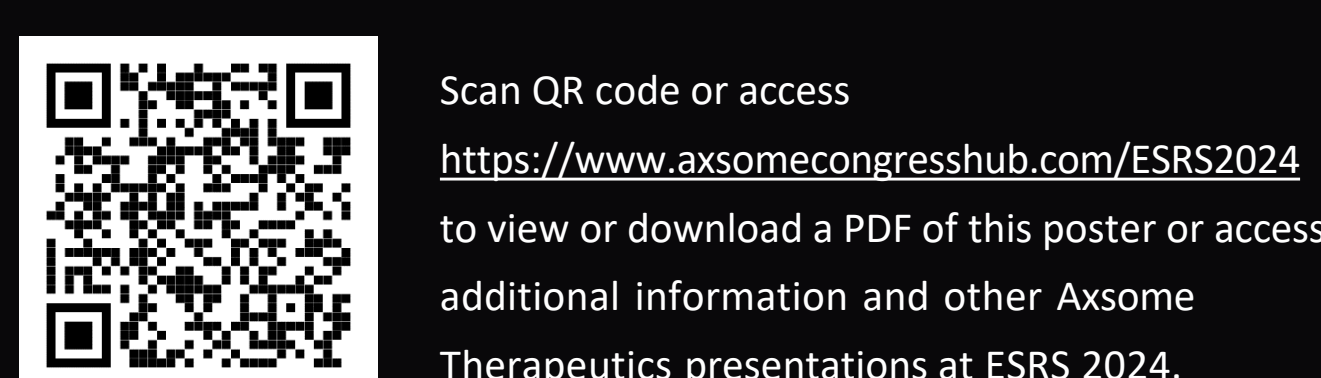 Scan QR code or access
https://www.axsomecongresshub.com/ESRS2024
to view or download a PDF of this poster or access
additional information and other Axsome
Therapeutics presentations at ESRS 2024.